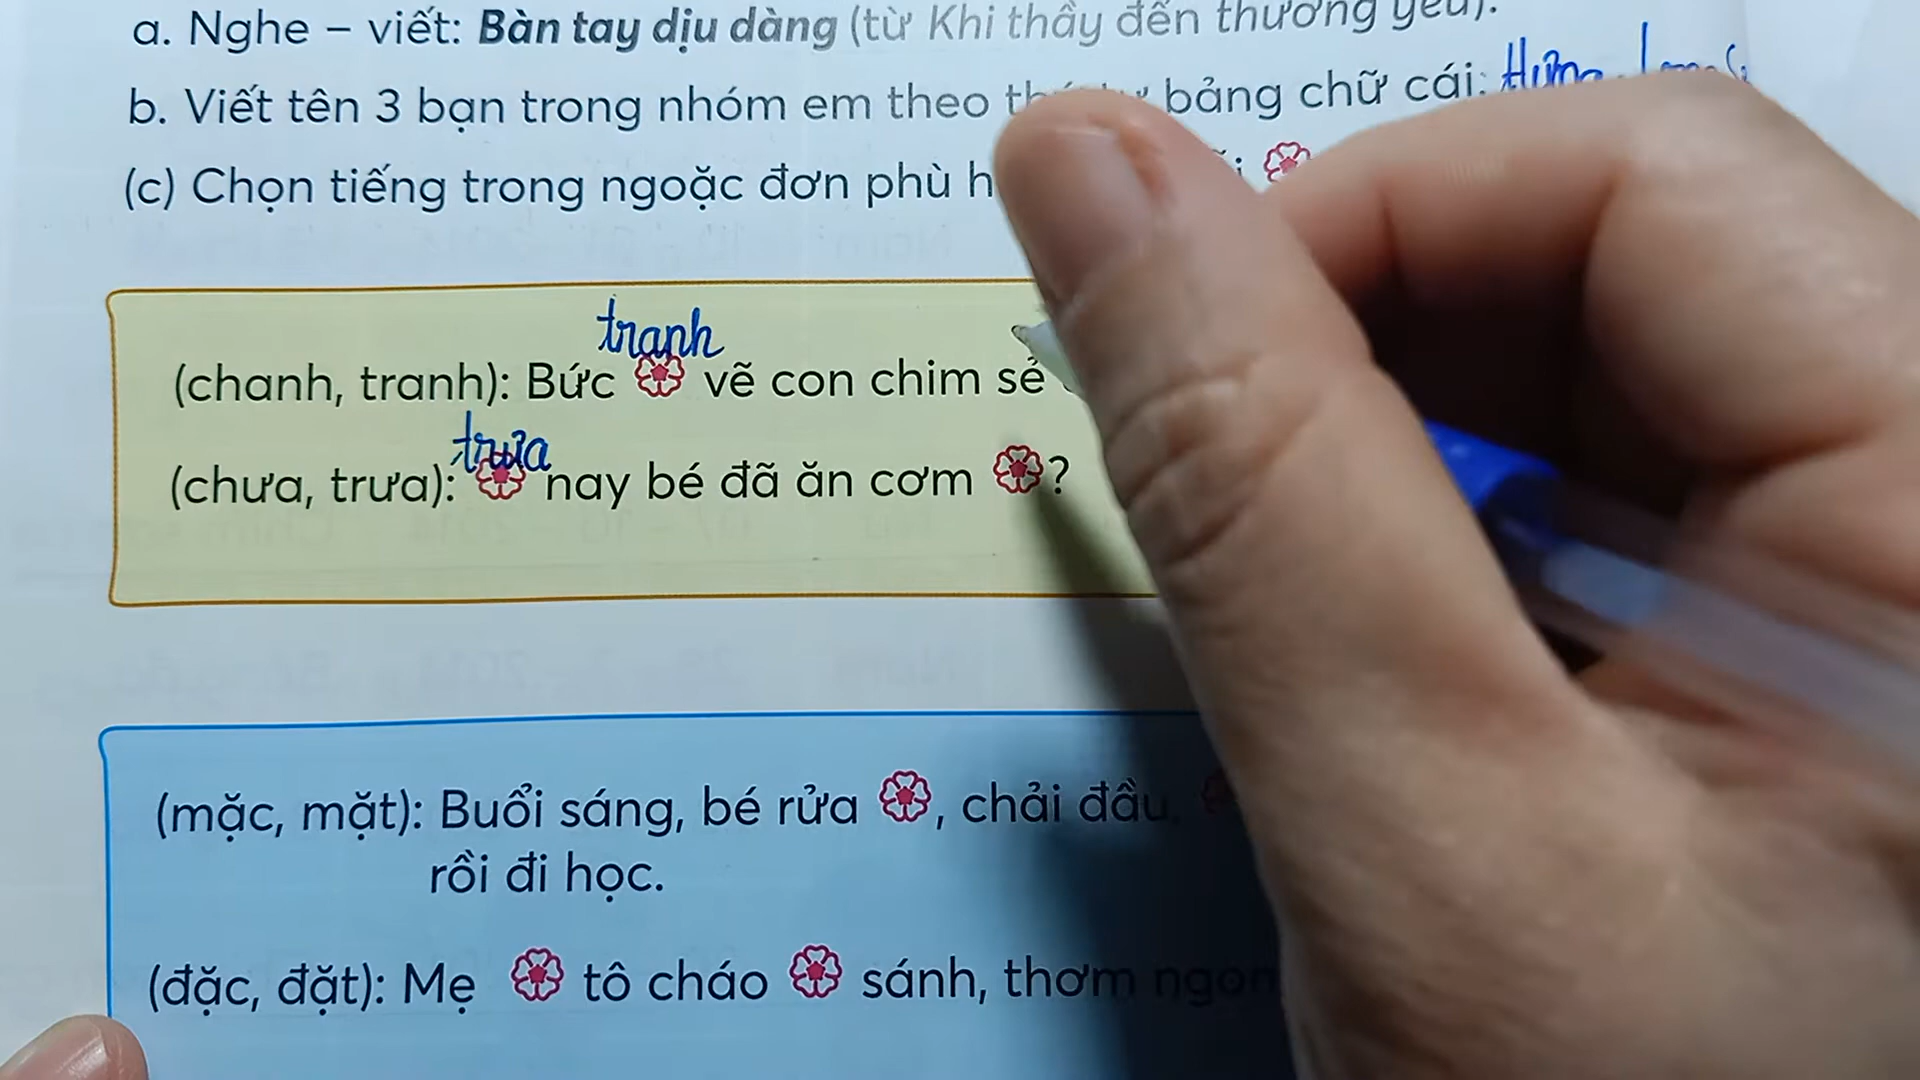 a. Nghe – viết: Bàn tay dịu dàng (từ Khi thầy đến thương yêu).
b. Viết tên 3 bạn trong nhóm em theo bảng chữ cái: Hưng
(c) Chọn tiếng trong ngoặc đơn phù
tranh
(chanh, tranh): Bức vẽ con chim sẻ
trưa
(chưa, trưa): nay bé đã ăn cơm ?
(mặc, mặt): Buổi sáng, bé rửa , chải đầu,
rồi đi học.
(đặc, đặt): Mẹ tô cháo sánh, thơm ngon